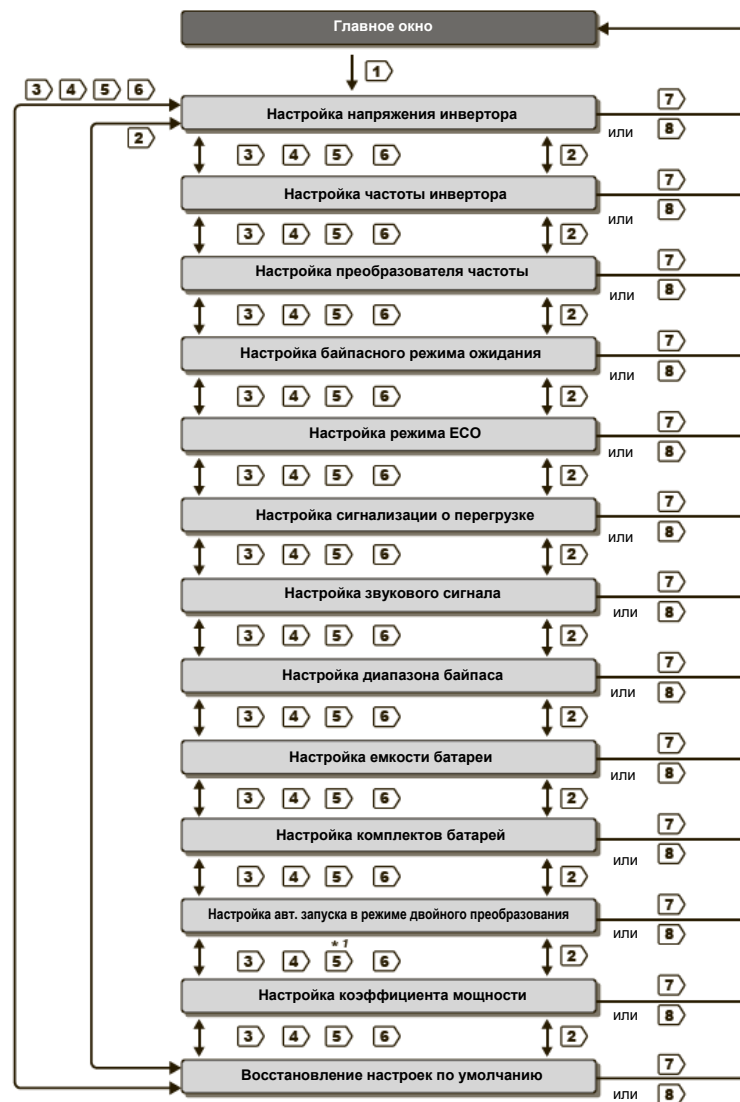 Главное окно
1
3 4 5 6
7
Настройка напряжения инвертора
или 8
2
3 4 5 6 2
7
Настройка частоты инвертора
или 8
3 4 5 6 2
7
Настройка преобразователя частоты
или 8
3 4 5 6 2
7
Настройка байпасного режима ожидания
или 8
3 4 5 6 2
7
Настройка режима ECO
или 8
3 4 5 6 2
7
Настройка сигнализации о перегрузке
или 8
3 4 5 6 2
7
Настройка звукового сигнала
или 8
3 4 5 6 2
7
Настройка диапазона байпаса
или 8
3 4 5 6 2
7
Настройка емкости батареи
или 8
3 4 5 6 2
7
Настройка комплектов батарей
или 8
3 4 5 6 2
7
Настройка авт. запуска в режиме двойного преобразования
или 8
*1
3 4 5 6 2
7
Настройка коэффициента мощности
или 8
3 4 5 6 2
7
Восстановление настроек по умолчанию
или 8